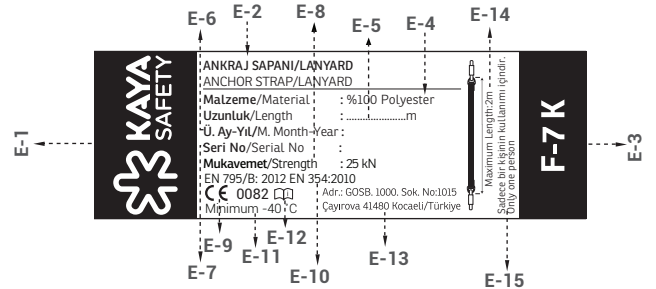 E-6
E-2
E-8
E-5
E-4
E-14
E-1
KAYA
SAFETY
ANKRAJ SAPANI/LANYARD
ANCHOR STRAP/LANYARD
Malzeme/Material : %100 Polyester
Uzunluk/Length : ....................m
Ü. Ay-Yıl/M. Month-Year :
Seri No/Serial No :
Mukavemet/Strength : 25 kN
EN 795/B: 2012 EN 354:2010
CE 0082
Minimum -40 °C
Adr.: GOSB. 1000. Sok. No:1015
Çayırova 41480 Kocaeli/Türkiye
Maximum Length:2m
Sadece bir kişinin kullanımı içindir.
Only one person
F-7 K
E-3
E-9
E-12
E-7
E-11
E-10
E-13
E-15